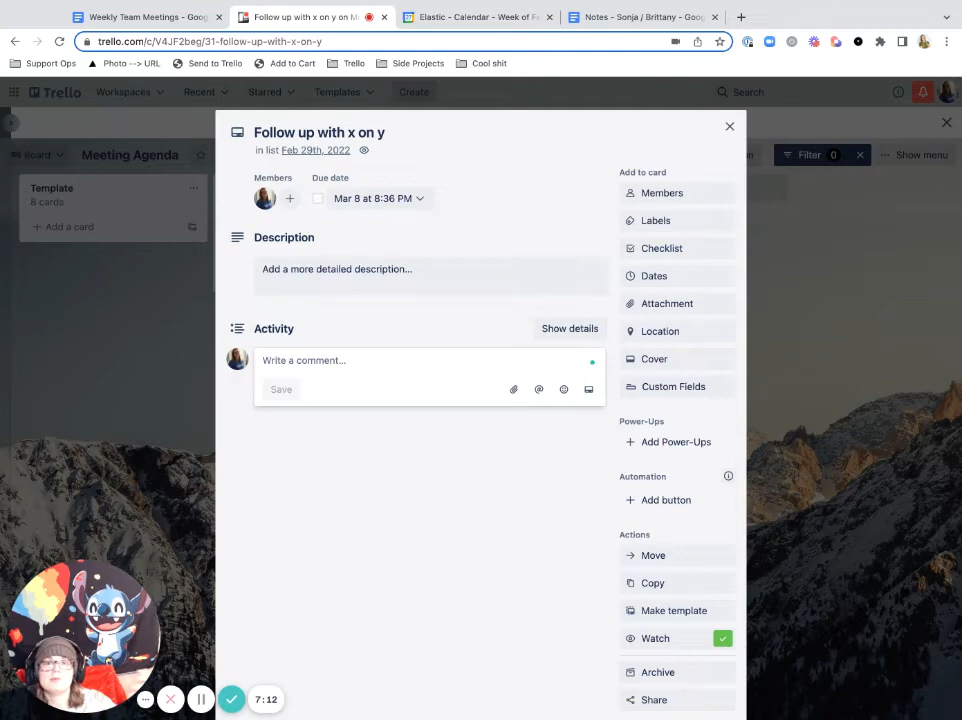 Weekly Team Meetings - Goog
Follow up with x on y on M
Elastic - Calendar - Week of Fe
Notes - Sonja / Brittany - Goog
trello.com/c/V4JF2beg/31-follow-up-with-x-on-y
Support Ops
Photo --> URL
Send to Trello
Add to Cart
Trello
Side Projects
Cool shit
Trello
Workspaces
Recent
Starred
Templates
Create
Search
Board
Meeting Agenda
Filter
0
Show menu
Template
8 cards
+ Add a card
Follow up with x on y
in list Feb 29th, 2022
Members
Due date
Mar 8 at 8:36 PM
Description
Add a more detailed description...
Activity
Show details
Write a comment...
Save
Add to card
Members
Labels
Checklist
Dates
Attachment
Location
Cover
Custom Fields
Power-Ups
+ Add Power-Ups
Automation
+ Add button
Actions
Move
Copy
Make template
Watch
Archive
Share
7:12